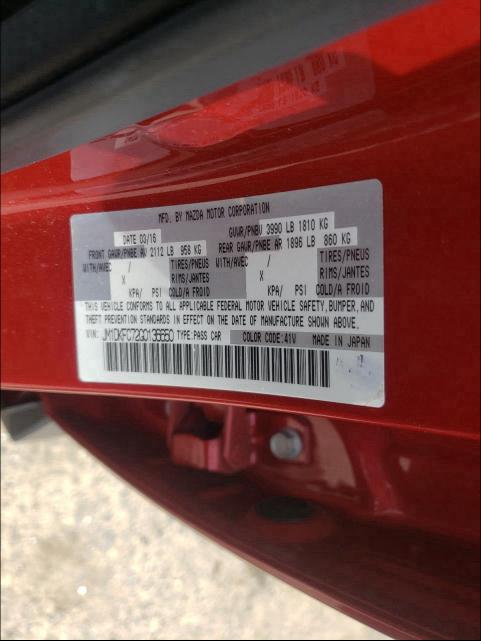 MFD. BY MAZDA MOTOR CORPORATION
DATE 03/16 GVWR/PNBV 3990 LB 1810 KG
FRONT GAWR/PNBE AV 2112 LB 958 KG REAR GAWR/PNBE AR 1896 LB 860 KG
WITH/AVEC / TIRES/PNEUS WITH/AVEC / TIRES/PNEUS
X RIMS/JANTES X RIMS/JANTES
KPA/ PSI COLD/A FROID KPA/ PSI COLD/A FROID
THIS VEHICLE CONFORMS TO ALL APPLICABLE FEDERAL MOTOR VEHICLE SAFETY, BUMPER, AND
THEFT PREVENTION STANDARDS IN EFFECT ON THE DATE OF MANUFACTURE SHOWN ABOVE.
VIN: JM1DKFC72G0136650 TYPE: PASS CAR COLOR CODE: 41V MADE IN JAPAN